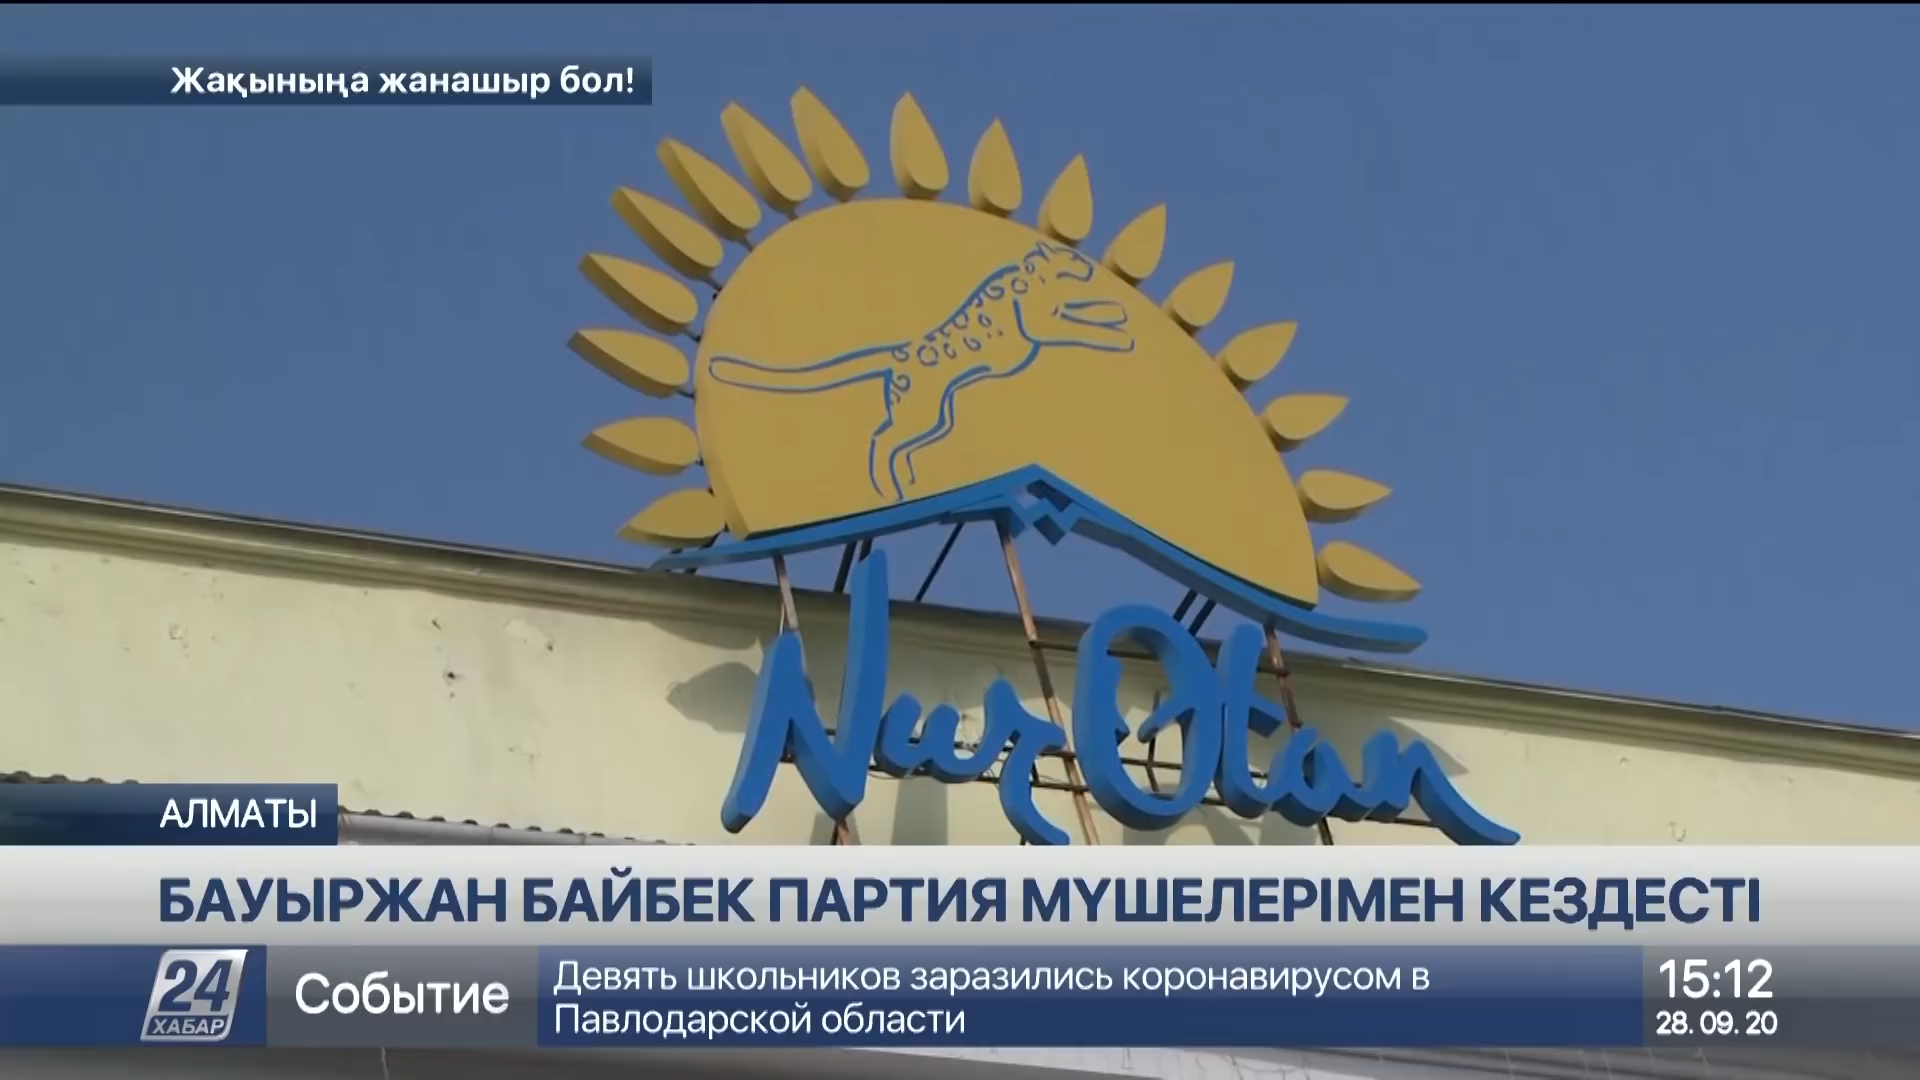 Жақыныңа жанашыр бол!
Nur Otan
АЛМАТЫ
БАУЫРЖАН БАЙБЕК ПАРТИЯ МҮШЕЛЕРІМЕН КЕЗДЕСТІ
24
ХАБАР
Событие
Девять школьников заразились коронавирусом в
Павлодарской области
15:12
28. 09. 20